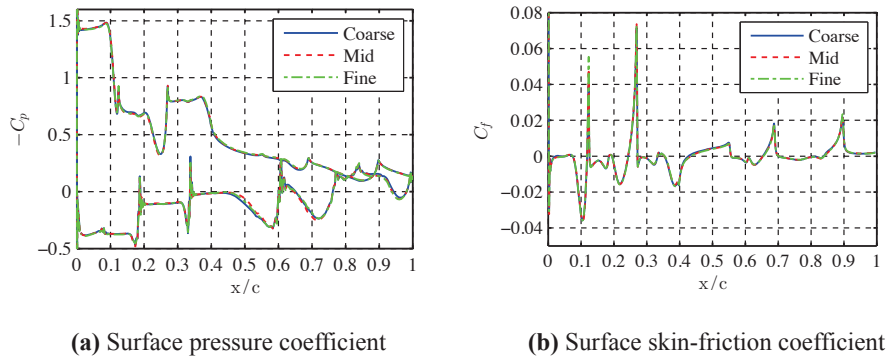 1.5
1
0.5
0
−0.5
−C_p
0 0.1 0.2 0.3 0.4 0.5 0.6 0.7 0.8 0.9 1
x/c
Coarse
Mid
Fine
(a) Surface pressure coefficient
0.08
0.06
0.04
0.02
0
−0.02
−0.04
C_f
0 0.1 0.2 0.3 0.4 0.5 0.6 0.7 0.8 0.9 1
x/c
Coarse
Mid
Fine
(b) Surface skin-friction coefficient